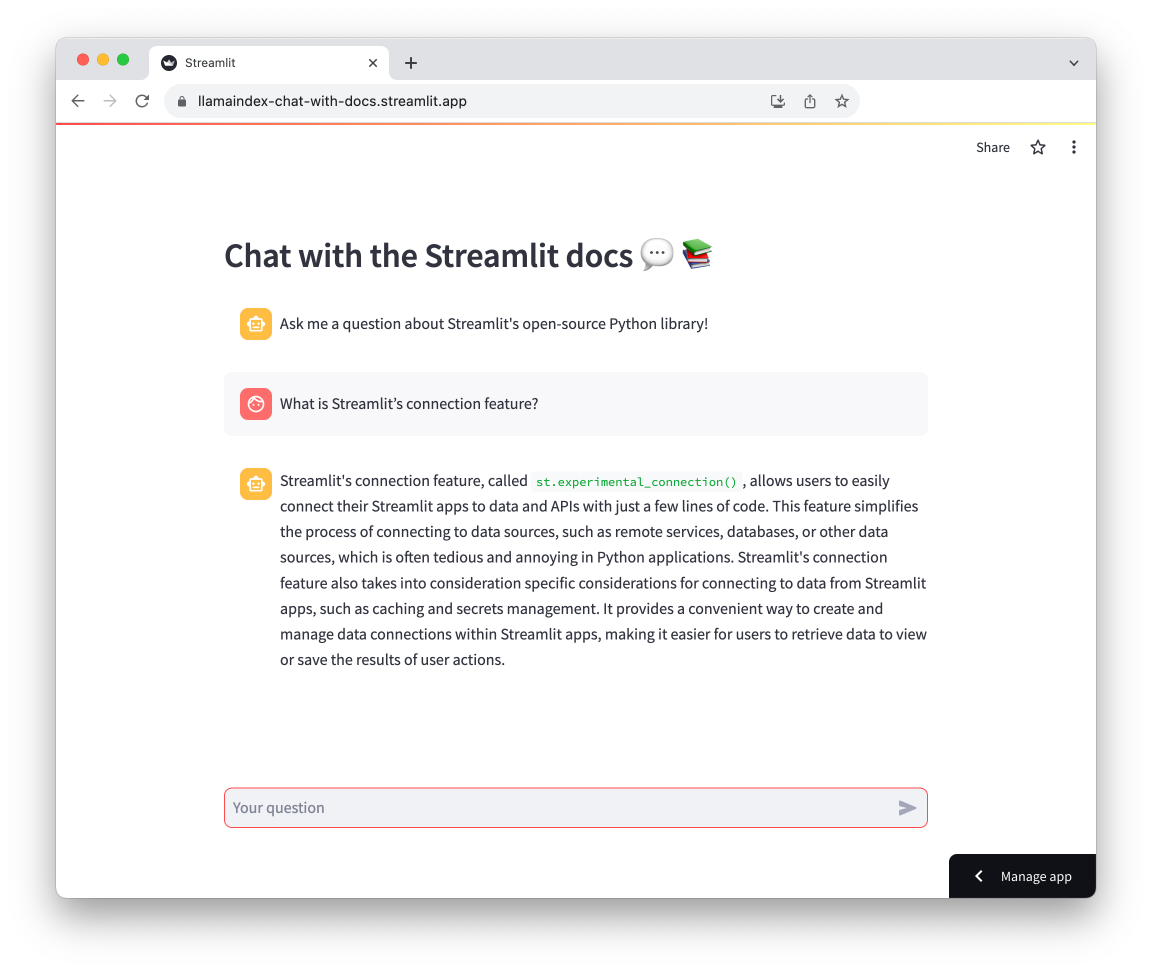 Streamlit
llamaindex-chat-with-docs.streamlit.app
Share
Chat with the Streamlit docs 💬 📚
Ask me a question about Streamlit's open-source Python library!
What is Streamlit’s connection feature?
Streamlit's connection feature, called st.experimental_connection() , allows users to easily
connect their Streamlit apps to data and APIs with just a few lines of code. This feature simplifies
the process of connecting to data sources, such as remote services, databases, or other data
sources, which is often tedious and annoying in Python applications. Streamlit's connection
feature also takes into consideration specific considerations for connecting to data from Streamlit
apps, such as caching and secrets management. It provides a convenient way to create and
manage data connections within Streamlit apps, making it easier for users to retrieve data to view
or save the results of user actions.
Your question
Manage app